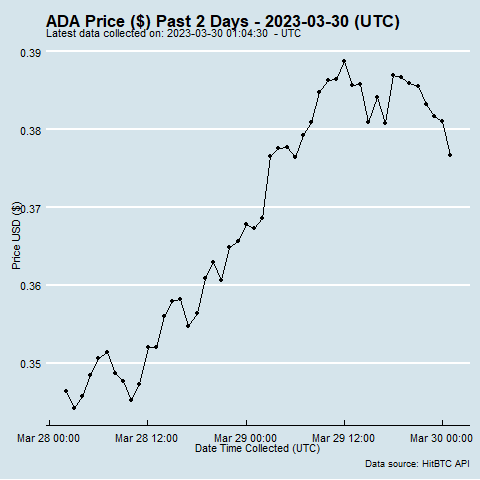 ADA Price ($) Past 2 Days - 2023-03-30 (UTC)
Latest data collected on: 2023-03-30 01:04:30 - UTC
0.39
0.38
0.37
0.36
0.35
Price USD ($)
Mar 28 00:00 Mar 28 12:00 Mar 29 00:00 Mar 29 12:00 Mar 30 00:00
Date Time Collected (UTC)
Data source: HitBTC API